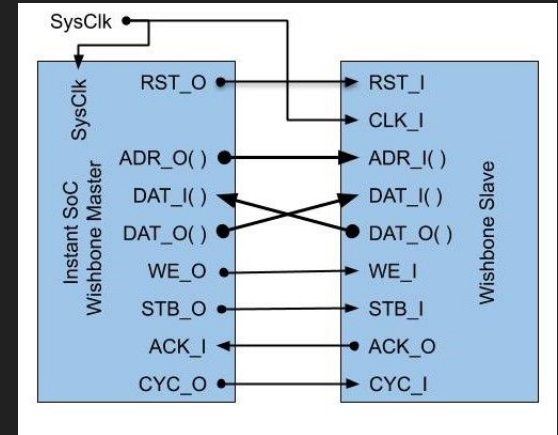 SysClk
SysClk
Instant SoC
Wishbone Master
RST_O
ADR_O( )
DAT_I( )
DAT_O( )
WE_O
STB_O
ACK_I
CYC_O
RST_I
CLK_I
ADR_I( )
DAT_I( )
DAT_O( )
WE_I
STB_I
ACK_O
CYC_I
Wishbone Slave